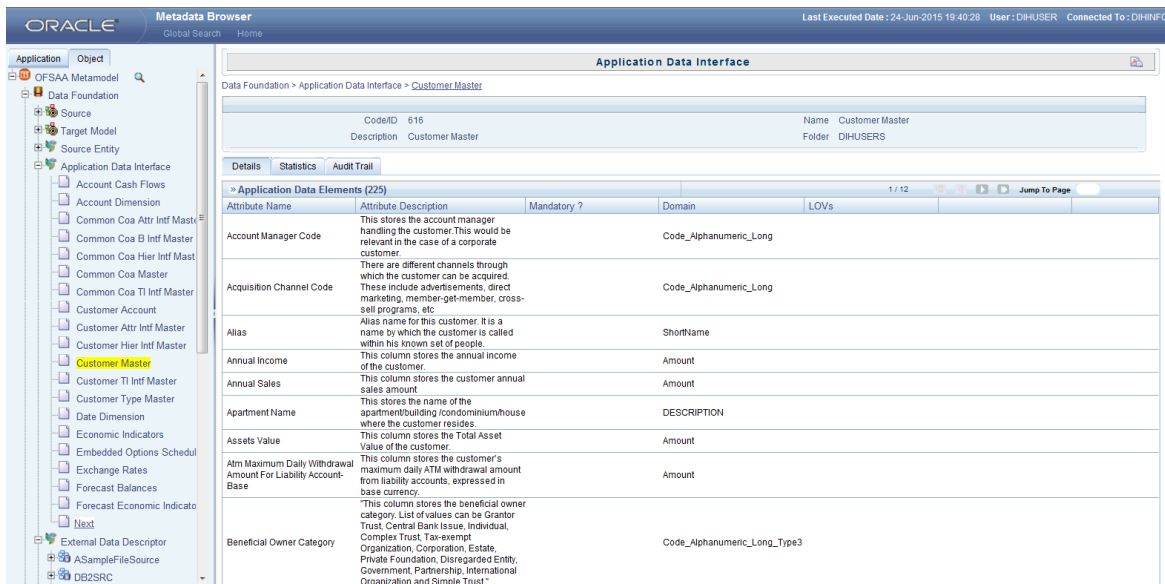 ORACLE
Metadata Browser
Global Search Home
Last Executed Date : 24-Jun-2015 19:40:28 User : DIHUSER Connected To : DIHINFO
Application Object
OFSAA Metamodel
Data Foundation
Source
Target Model
Source Entity
Application Data Interface
Account Cash Flows
Account Dimension
Common Coa Attr Intf Maste
Common Coa B Intf Master
Common Coa Hier Intf Mast
Common Coa Master
Common Coa Tl Intf Master
Customer Account
Customer Attr Intf Master
Customer Hier Intf Master
Customer Master
Customer Tl Intf Master
Customer Type Master
Date Dimension
Economic Indicators
Embedded Options Schedul
Exchange Rates
Forecast Balances
Forecast Economic Indicato
Next
External Data Descriptor
ASampleFileSource
DB2SRC
Application Data Interface
Data Foundation > Application Data Interface > Customer Master
Code/ID 616 Name Customer Master
Description Customer Master Folder DIHUSERS
Details Statistics Audit Trail
» Application Data Elements (225) 1 / 12 Jump To Page
Attribute Name Attribute Description Mandatory ? Domain LOVs
Account Manager Code
This stores the account manager
handling the customer.This would be
relevant in the case of a corporate
customer.
Code_Alphanumeric_Long
Acquisition Channel Code
There are different channels through
which the customer can be acquired.
These include advertisements, direct
marketing, member-get-member, cross-
sell programs, etc
Code_Alphanumeric_Long
Alias
Alias name for this customer. It is a
name by which the customer is called
within his known set of people.
ShortName
Annual Income
This column stores the annual income
of the customer.
Amount
Annual Sales
This column stores the customer annual
sales amount
Amount
Apartment Name
This stores the name of the
apartment/building /condominium/house
where the customer resides.
DESCRIPTION
Assets Value
This column stores the Total Asset
Value of the customer.
Amount
Atm Maximum Daily Withdrawal
Amount For Liability Account-
Base
This column stores the customer's
maximum daily ATM withdrawal amount
from liability accounts, expressed in
base currency.
Amount
Beneficial Owner Category
"This column stores the beneficial owner
category. List of values can be Grantor
Trust, Central Bank Issue, Individual,
Complex Trust, Tax-exempt
Organization, Corporation, Estate,
Private Foundation, Disregarded Entity,
Government, Partnership, International
Organization and Simple Trust."
Code_Alphanumeric_Long_Type3